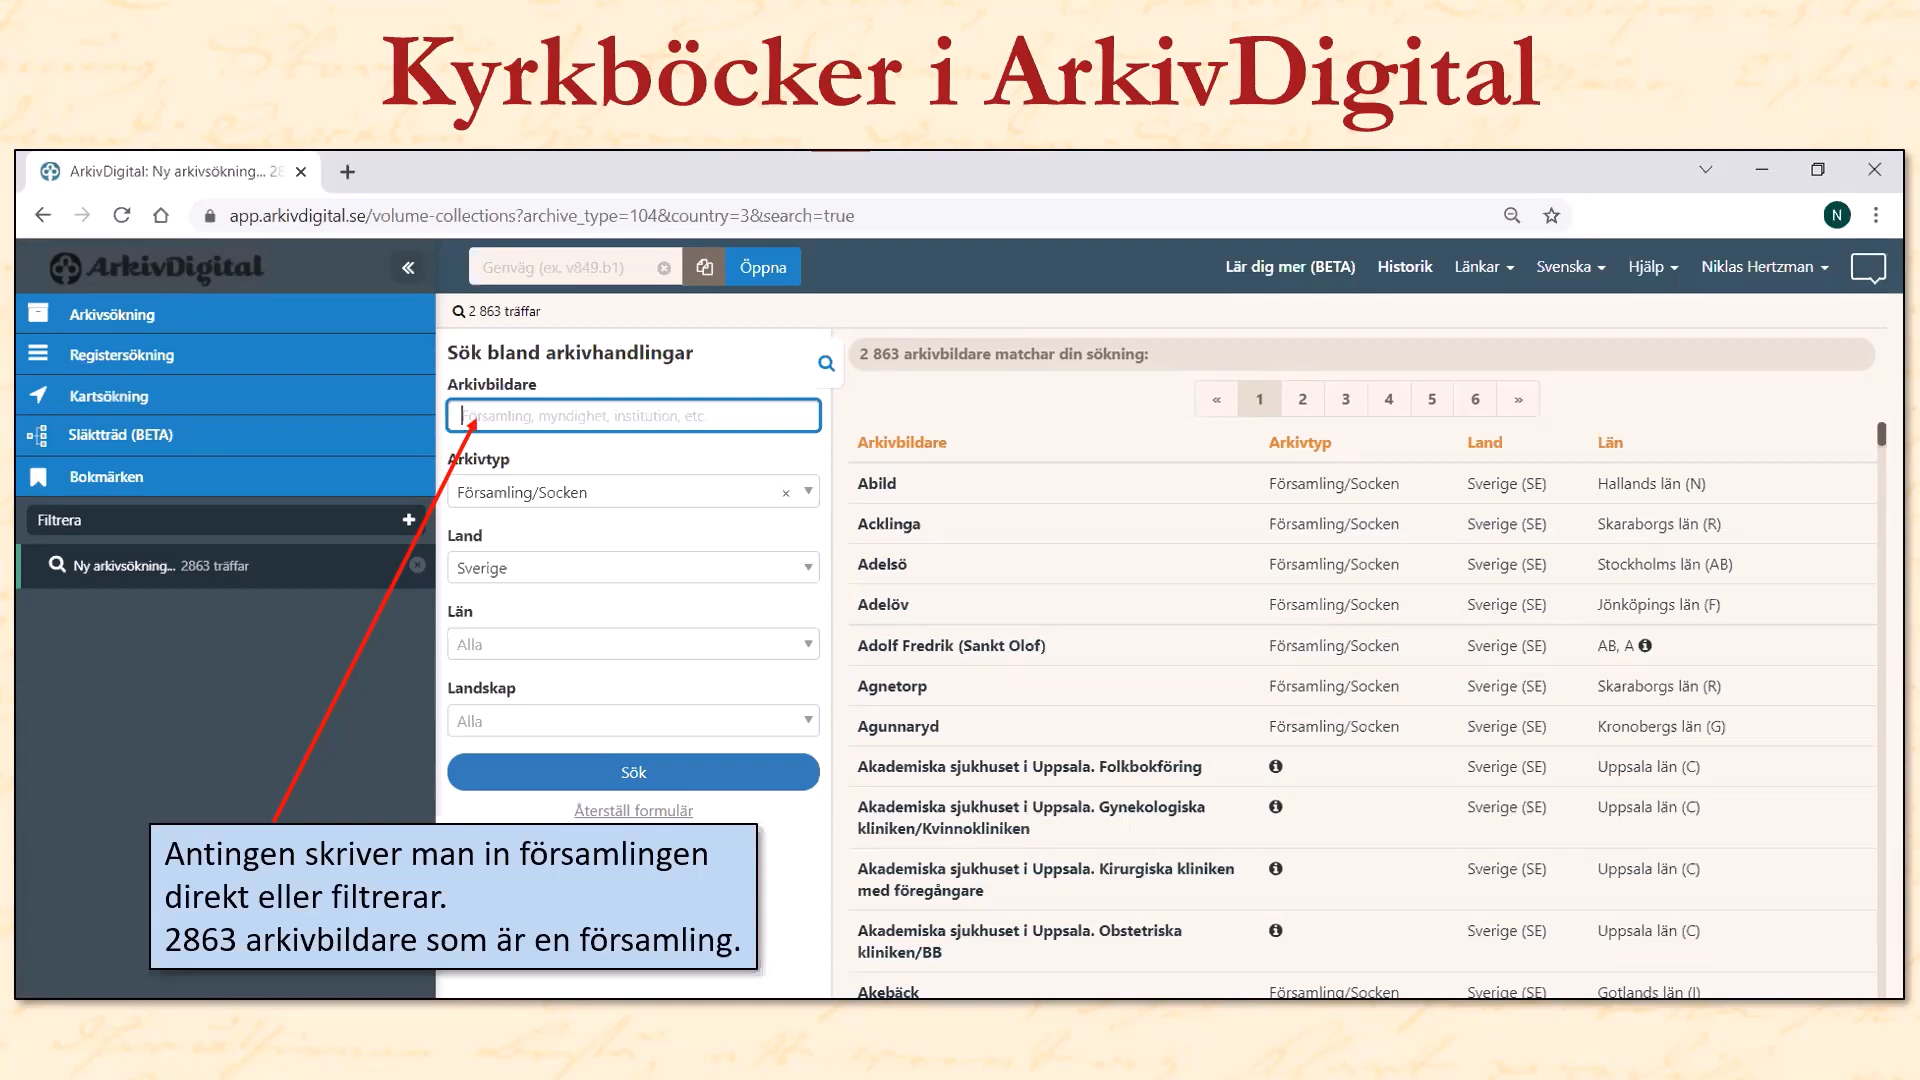 Kyrkböcker i ArkivDigital
ArkivDigital: Ny arkivsökning... 28
app.arkivdigital.se/volume-collections?archive_type=104&country=3&search=true
N
ArkivDigital
Genväg (ex. v849.b1)
Öppna
Lär dig mer (BETA)
Historik
Länkar
Svenska
Hjälp
Niklas Hertzman
Arkivsökning
Registersökning
Kartsökning
Släktträd (BETA)
Bokmärken
Filtrera
Ny arkivsökning... 2863 träffar
2 863 träffar
Sök bland arkivhandlingar
Arkivbildare
Församling, myndighet, institution, etc.
Arkivtyp
Församling/Socken
Land
Sverige
Län
Alla
Landskap
Alla
Sök
Återställ formulär
Antingen skriver man in församlingen
direkt eller filtrerar.
2863 arkivbildare som är en församling.
2 863 arkivbildare matchar din sökning:
« 1 2 3 4 5 6 »
Arkivbildare Arkivtyp Land Län
Abild Församling/Socken Sverige (SE) Hallands län (N)
Acklinga Församling/Socken Sverige (SE) Skaraborgs län (R)
Adelsö Församling/Socken Sverige (SE) Stockholms län (AB)
Adelöv Församling/Socken Sverige (SE) Jönköpings län (F)
Adolf Fredrik (Sankt Olof) Församling/Socken Sverige (SE) AB, A
Agnetorp Församling/Socken Sverige (SE) Skaraborgs län (R)
Agunnaryd Församling/Socken Sverige (SE) Kronobergs län (G)
Akademiska sjukhuset i Uppsala. Folkbokföring Sverige (SE) Uppsala län (C)
Akademiska sjukhuset i Uppsala. Gynekologiska Sverige (SE) Uppsala län (C)
kliniken/Kvinnokliniken
Akademiska sjukhuset i Uppsala. Kirurgiska kliniken Sverige (SE) Uppsala län (C)
med föregångare
Akademiska sjukhuset i Uppsala. Obstetriska Sverige (SE) Uppsala län (C)
kliniken/BB
Akebäck Församling/Socken Sverige (SE) Gotlands län (I)